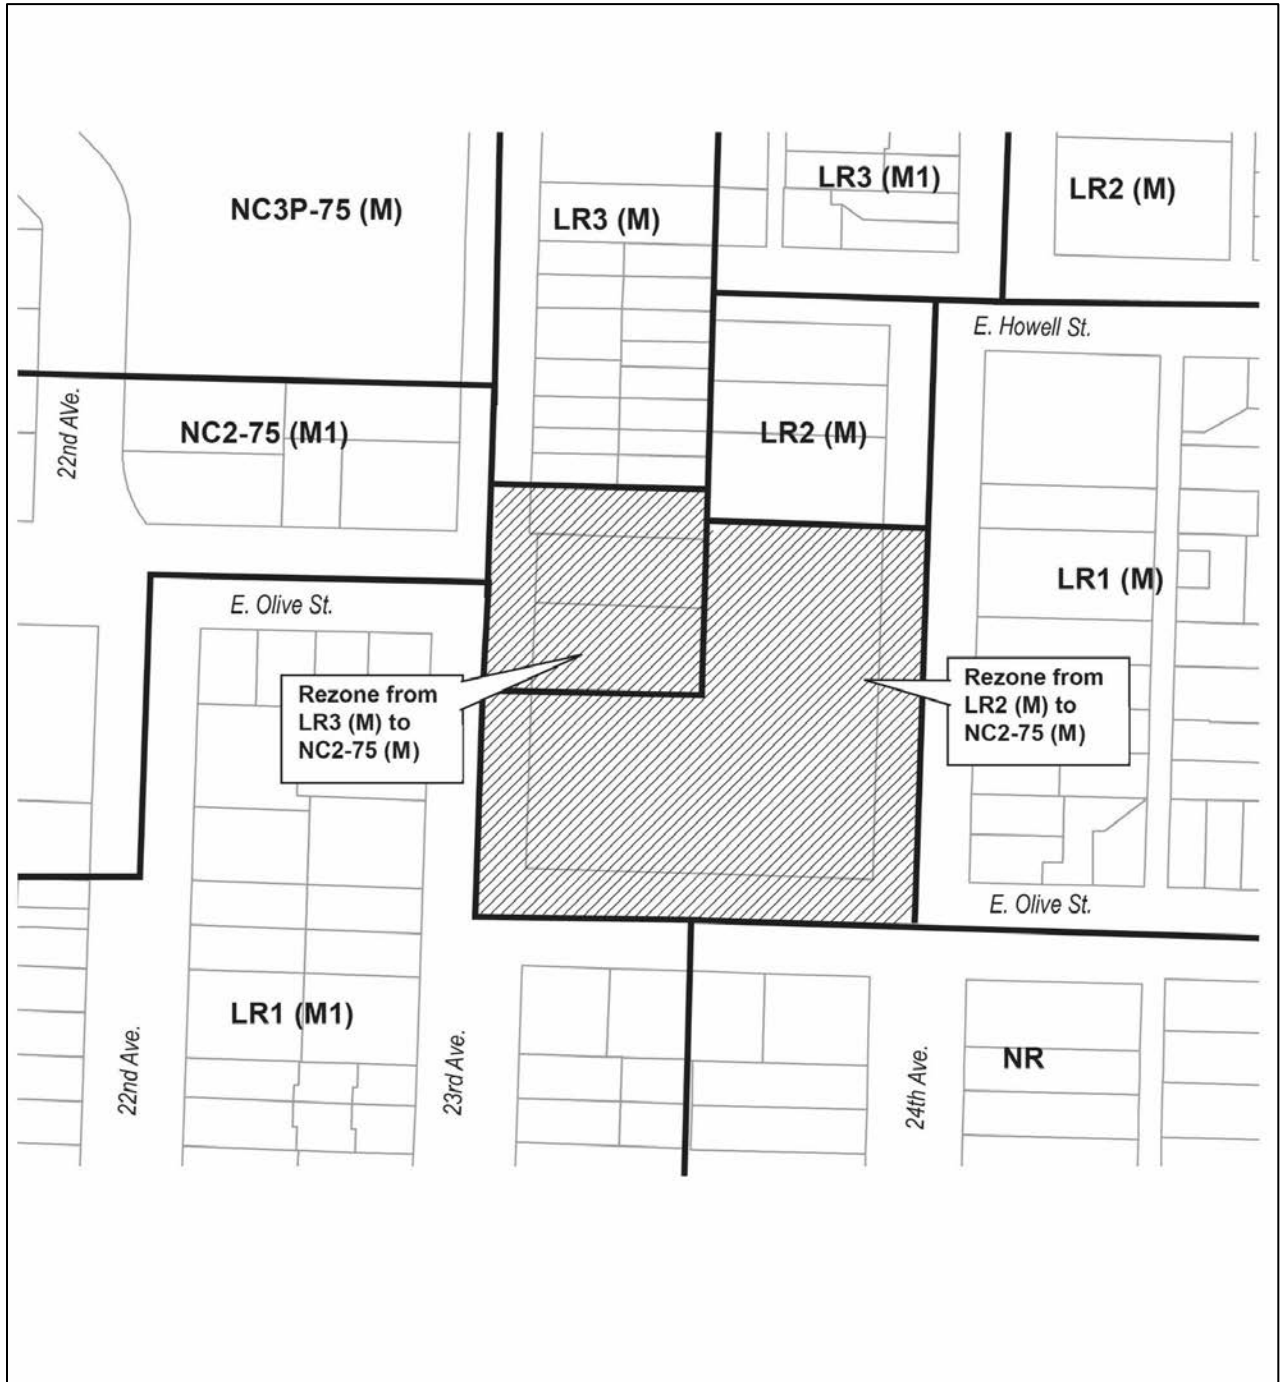 LR3 (M1)
LR2 (M)
NC3P-75 (M)
LR3 (M)
E. Howell St.
22nd AVe.
NC2-75 (M1)
LR2 (M)
LR1 (M)
E. Olive St.
Rezone from
LR3 (M) to
NC2-75 (M)
Rezone from
LR2 (M) to
NC2-75 (M)
E. Olive St.
LR1 (M1)
22nd Ave.
23rd Ave.
24th Ave.
NR